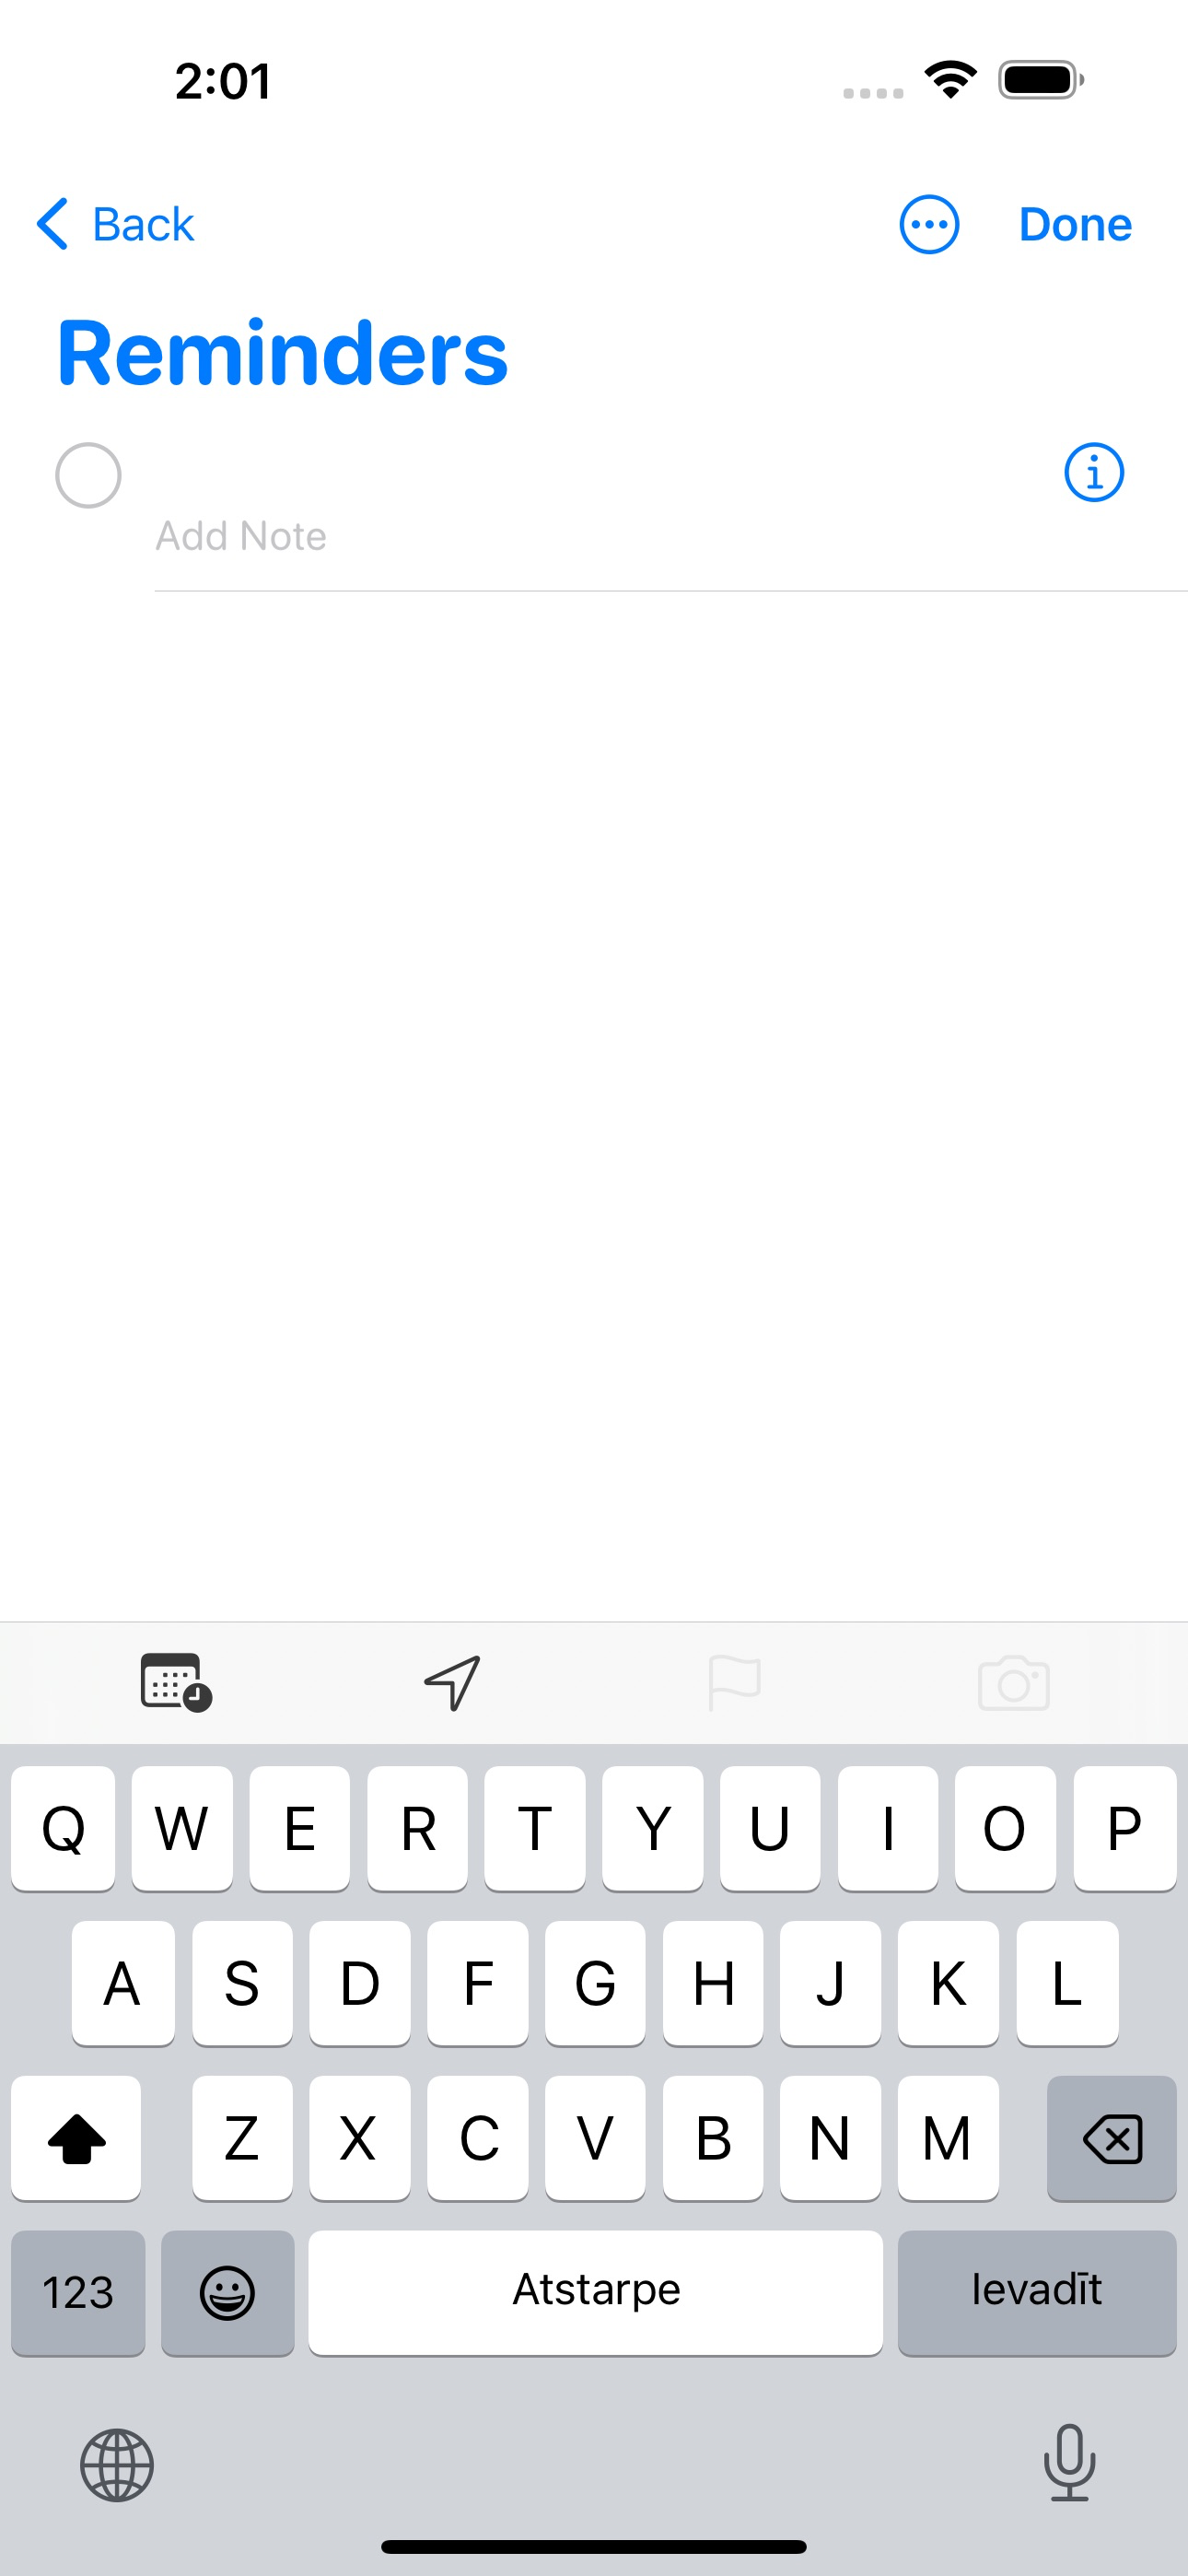 2:01
Back
Done
Reminders
Add Note
Q W E R T Y U I O P
A S D F G H J K L
Z X C V B N M
123 Atstarpe Ievadīt